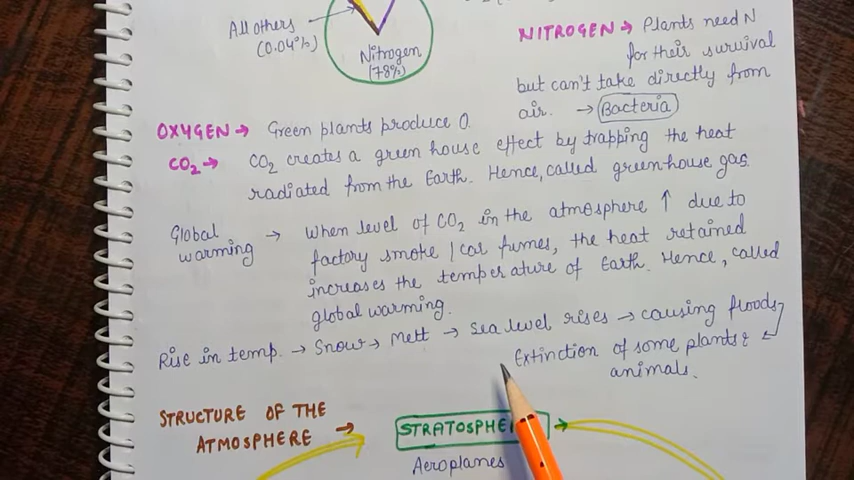 All others
(0.04%)
Nitrogen
(78%)
NITROGEN → Plants need N
for their survival
but can't take directly from
air. → Bacteria
OXYGEN → Green plants produce O.
CO₂ → CO₂ creates a green house effect by trapping the heat
radiated from the Earth. Hence, called greenhouse gas.
Global warming → When level of CO₂ in the atmosphere ↑ due to
factory smoke / car fumes, the heat retained
increases the temperature of Earth. Hence, called
global warming.
Rise in temp. → Snow → Melt → Sea level rises → causing floods
Extinction of some plants &
animals.
STRUCTURE OF THE
ATMOSPHERE →
Aeroplanes